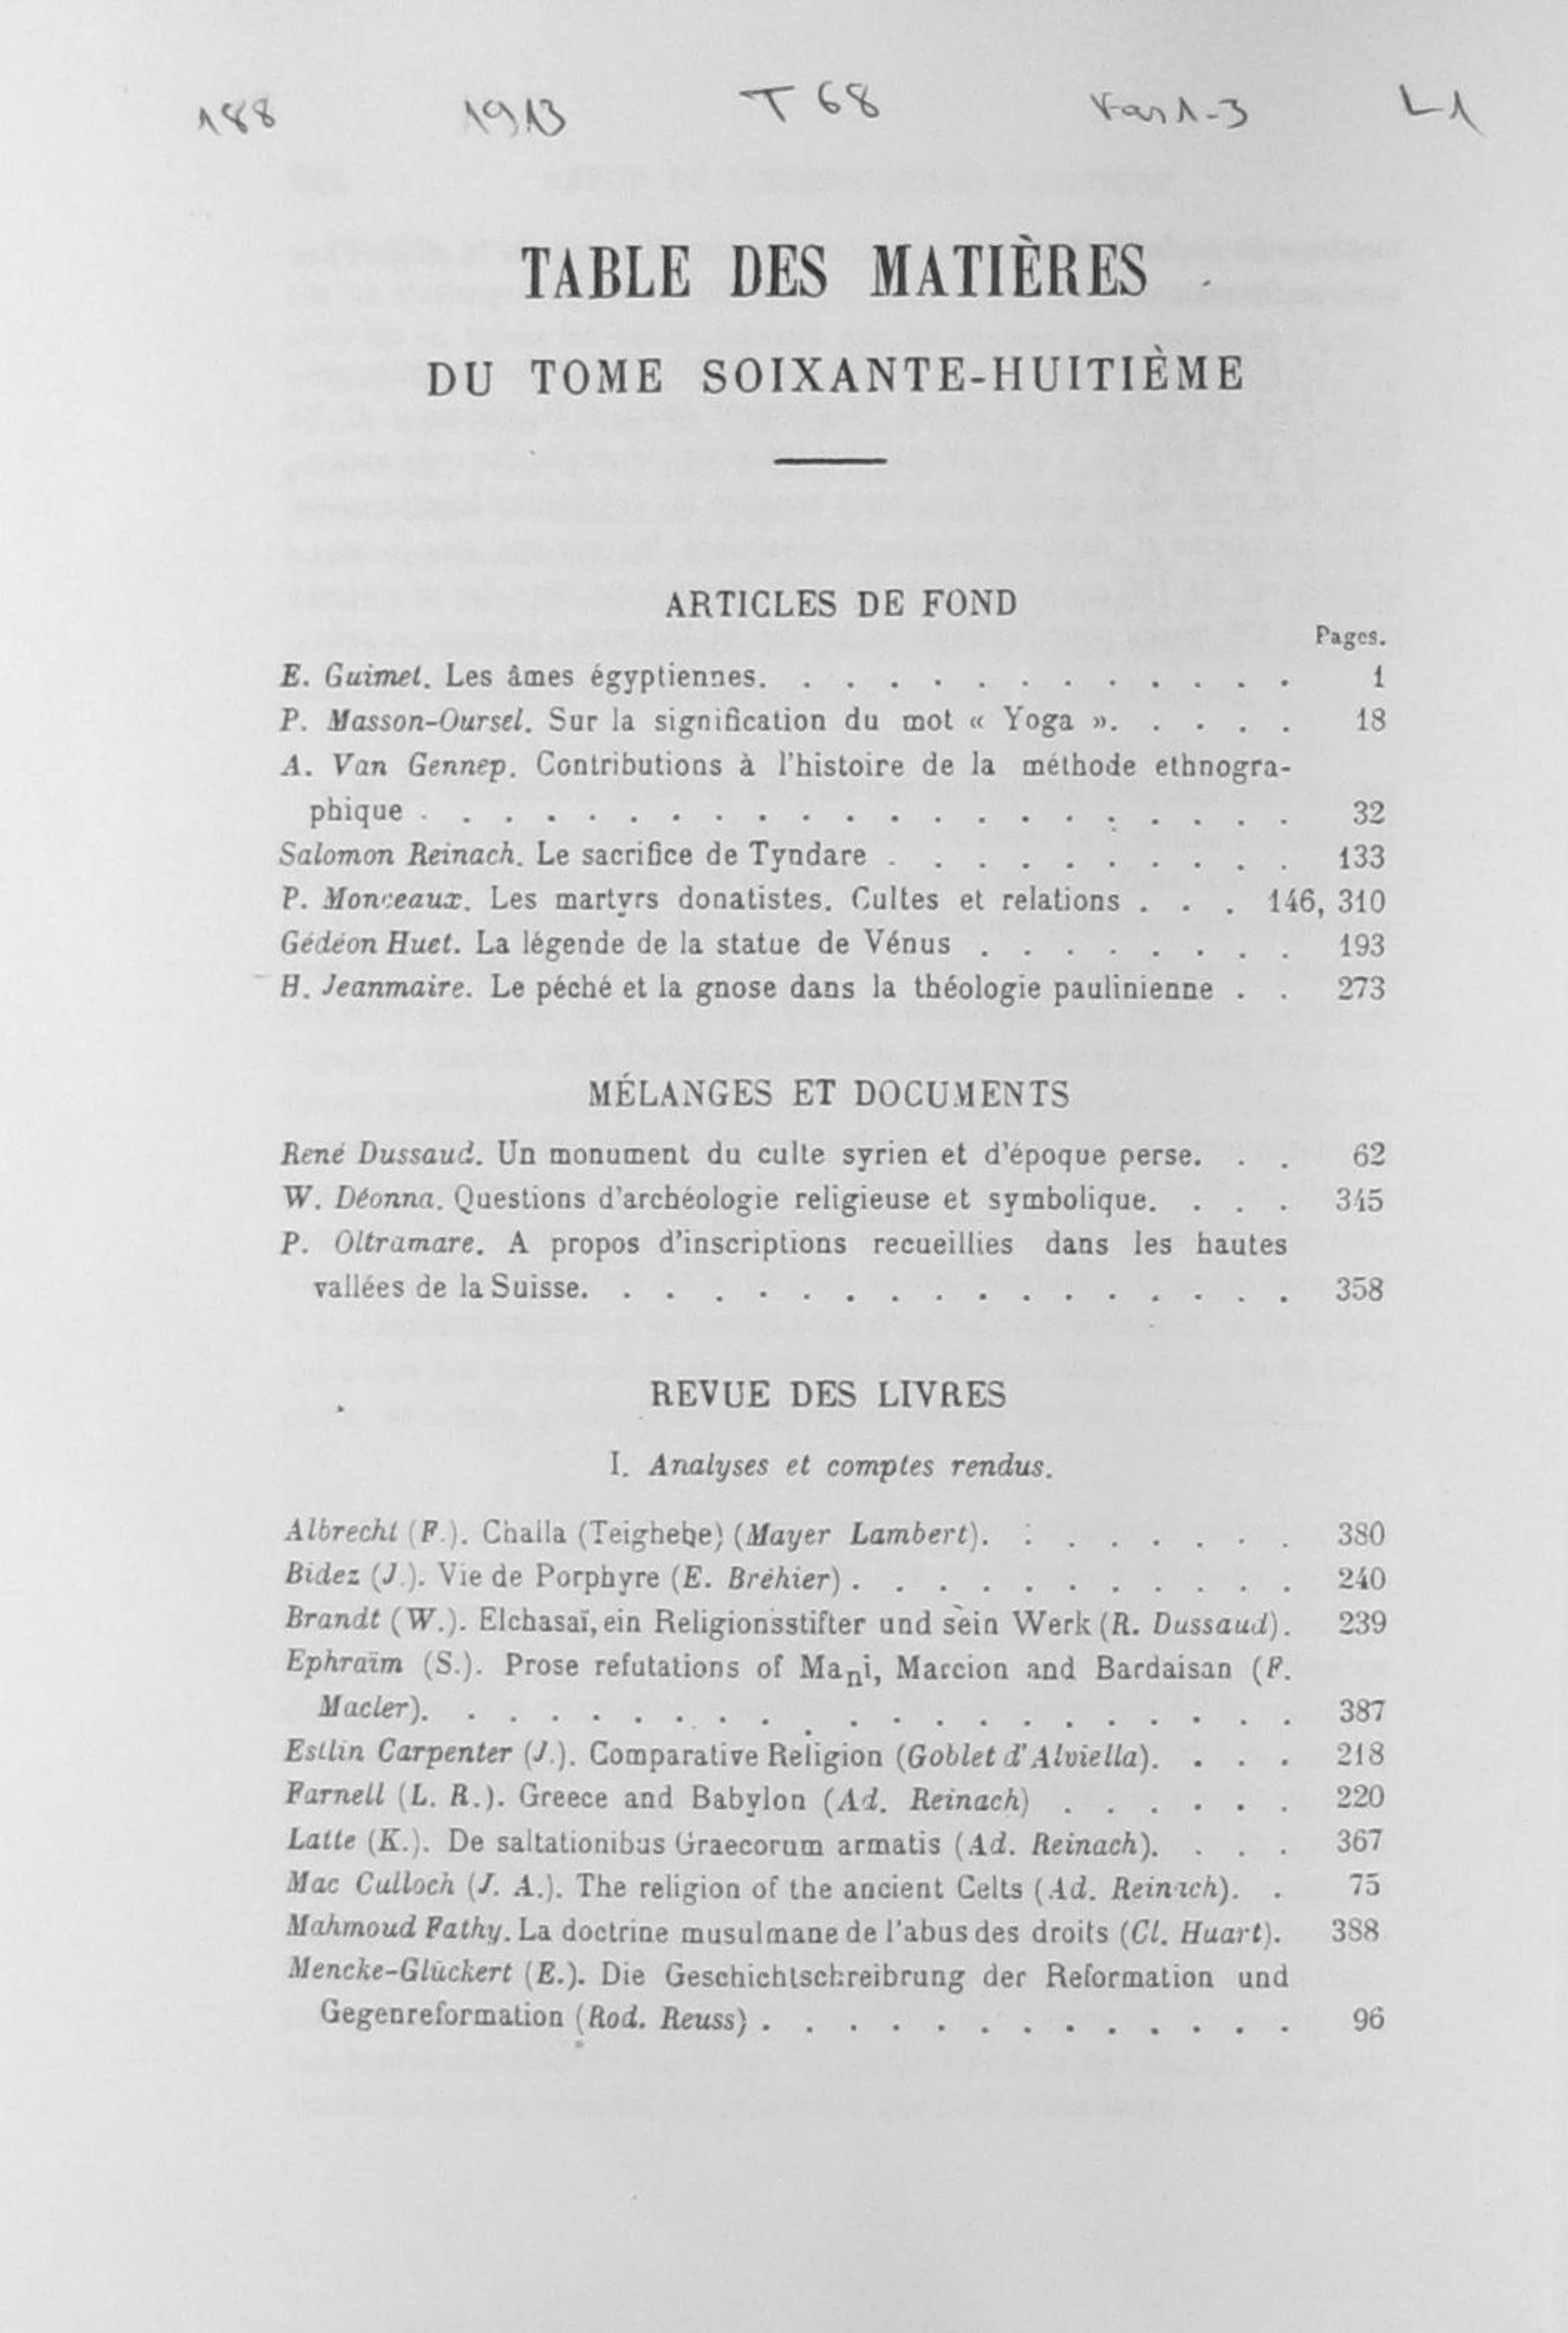 188 1913 T 68 Fas 1-3 L1
TABLE DES MATIÈRES
DU TOME SOIXANTE-HUITIÈME
ARTICLES DE FOND
Pages.
E. Guimet. Les âmes égyptiennes. . . . . . . . . . . . . 1
P. Masson-Oursel. Sur la signification du mot « Yoga ». . . . . 18
A. Van Gennep. Contributions à l'histoire de la méthode ethnogra-
phique . . . . . . . . . . . . . . . . . . . . . 32
Salomon Reinach. Le sacrifice de Tyndare . . . . . . . . . . 133
P. Monceaux. Les martyrs donatistes. Cultes et relations . . . 146, 310
Gédéon Huet. La légende de la statue de Vénus . . . . . . . . 193
H. Jeanmaire. Le péché et la gnose dans la théologie paulinienne . . 273
MÉLANGES ET DOCUMENTS
René Dussaud. Un monument du culte syrien et d'époque perse. . . 62
W. Déonna. Questions d'archéologie religieuse et symbolique. . . . 345
P. Oltramare. A propos d'inscriptions recueillies dans les hautes
vallées de la Suisse. . . . . . . . . . . . . . . . . 358
REVUE DES LIVRES
I. Analyses et comptes rendus.
Albrecht (F.). Challa (Teighebe) (Mayer Lambert). . . . . . . . 380
Bidez (J.). Vie de Porphyre (E. Bréhier) . . . . . . . . . . . 240
Brandt (W.). Elchasaï, ein Religionsstifter und sein Werk (R. Dussaud). 239
Ephraïm (S.). Prose refutations of Mani, Marcion and Bardaisan (F.
Macler). . . . . . . . . . . . . . . . . . . . . 387
Estlin Carpenter (J.). Comparative Religion (Goblet d'Alviella). . . . 218
Farnell (L. R.). Greece and Babylon (Ad. Reinach) . . . . . . 220
Latte (K.). De saltationibus Graecorum armatis (Ad. Reinach). . . . 367
Mac Culloch (J. A.). The religion of the ancient Celts (Ad. Reinach). . 75
Mahmoud Fathy. La doctrine musulmane de l'abus des droits (Cl. Huart). 388
Mencke-Glückert (E.). Die Geschichtschreibrung der Reformation und
Gegenreformation (Rod. Reuss) . . . . . . . . . . . . . 96